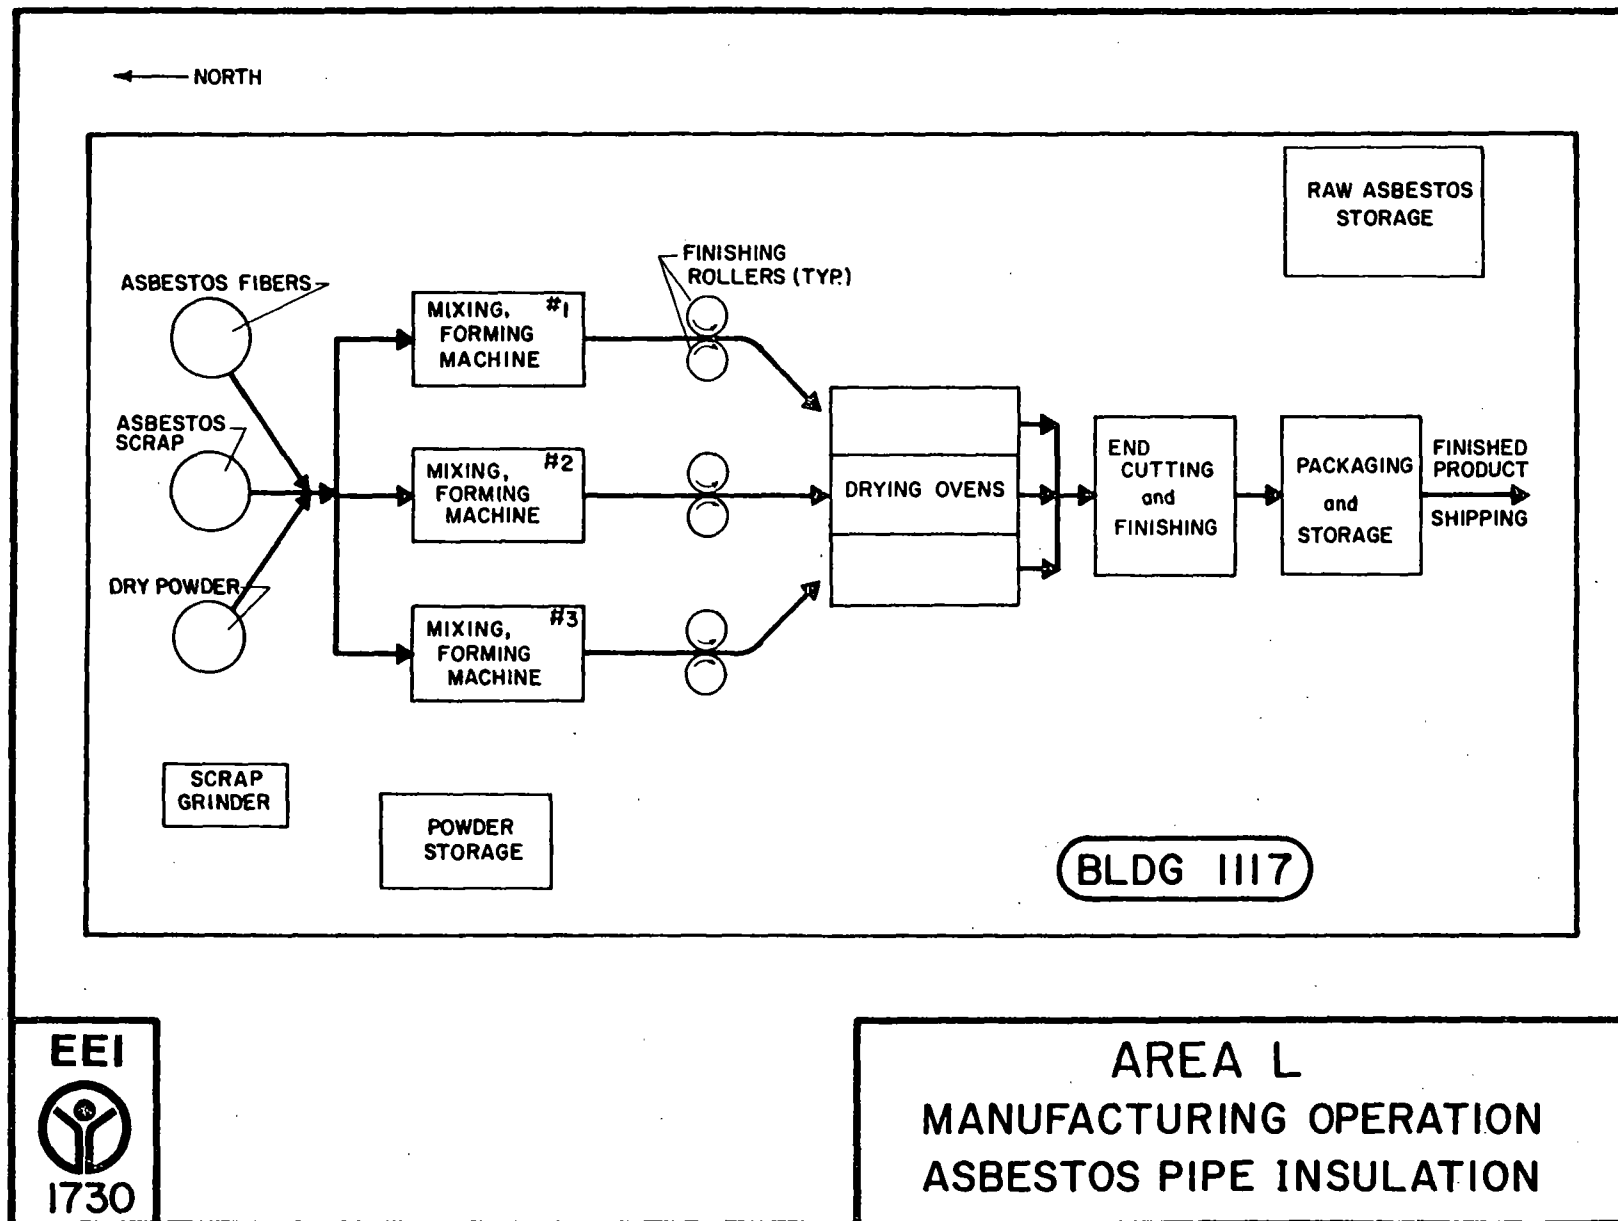 NORTH
RAW ASBESTOS
STORAGE
FINISHING
ROLLERS (TYP.)
ASBESTOS FIBERS
MIXING, #1
FORMING
MACHINE
ASBESTOS
SCRAP
MIXING, #2
FORMING
MACHINE
DRYING OVENS
END
CUTTING
and
FINISHING
PACKAGING
and
STORAGE
FINISHED
PRODUCT
SHIPPING
DRY POWDER
MIXING, #3
FORMING
MACHINE
SCRAP
GRINDER
POWDER
STORAGE
BLDG 1117
EEI
1730
AREA L
MANUFACTURING OPERATION
ASBESTOS PIPE INSULATION